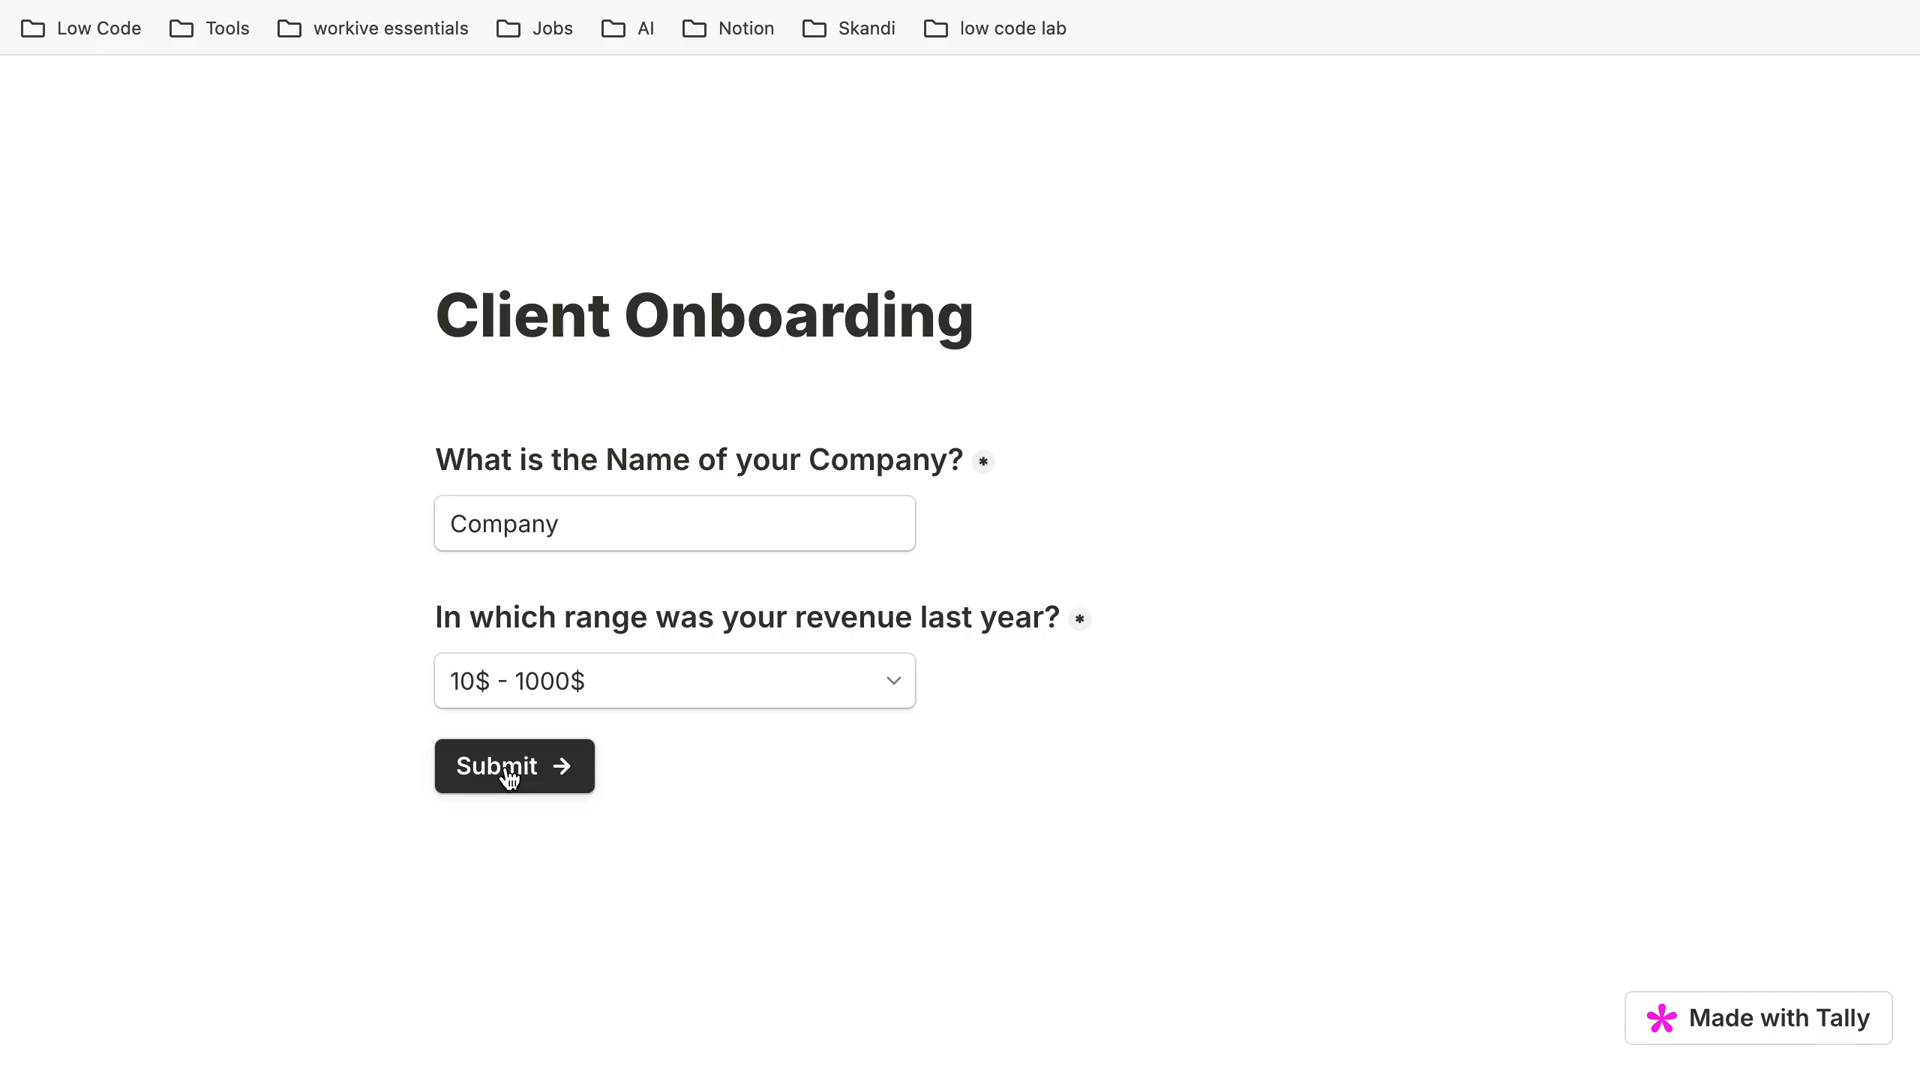 Low Code Tools workive essentials Jobs AI Notion Skandi low code lab
Client Onboarding
What is the Name of your Company? *
Company
In which range was your revenue last year? *
10$ - 1000$
Submit →
Made with Tally